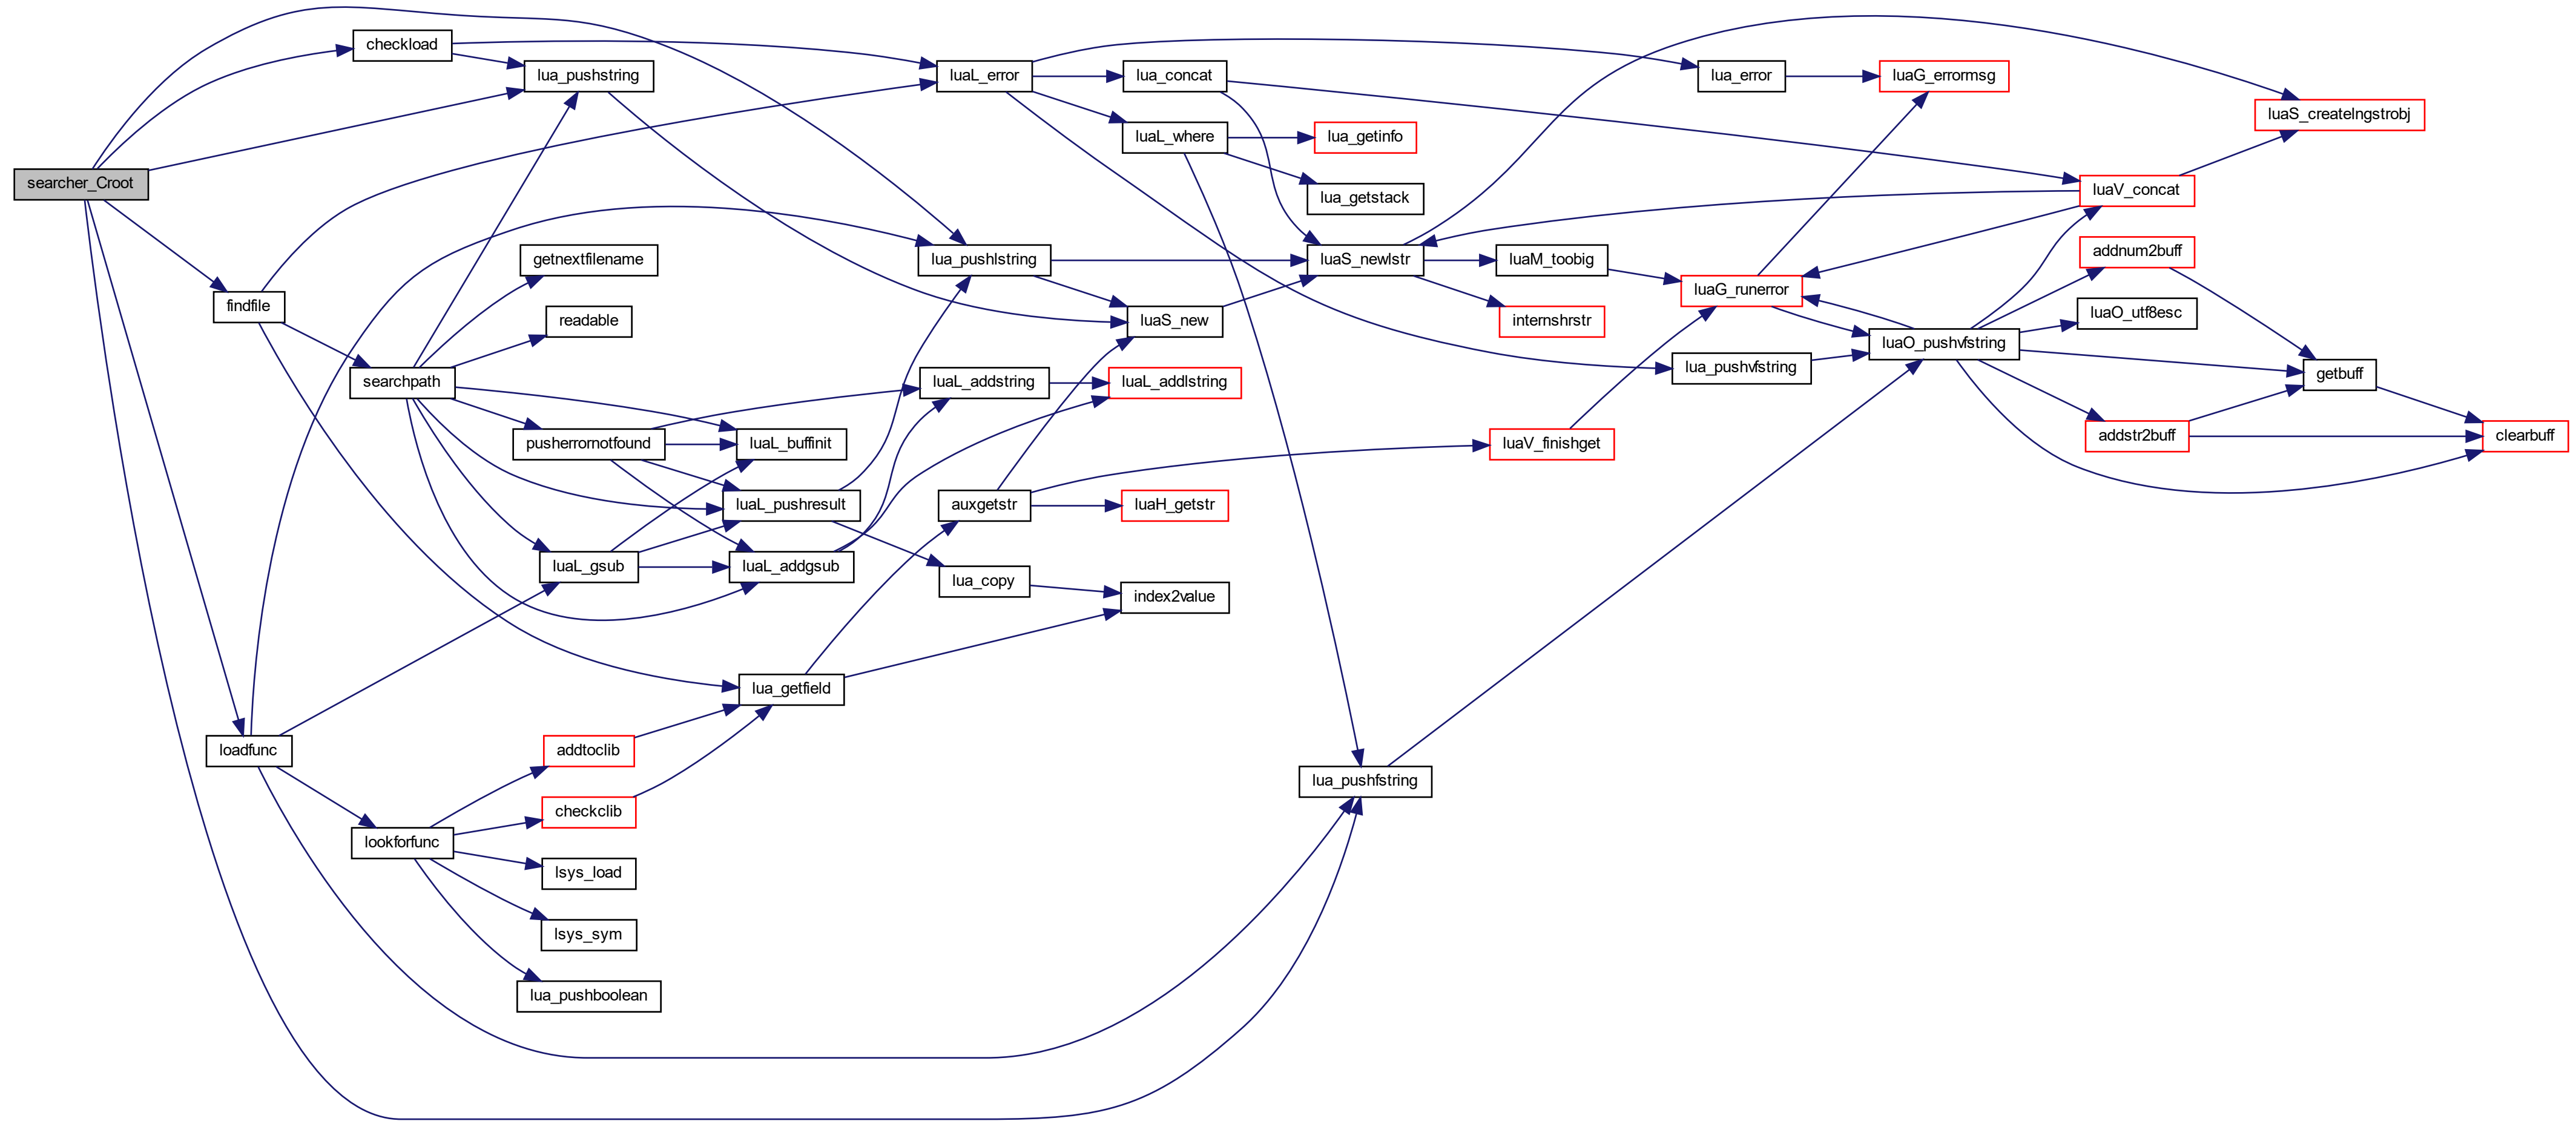 searcher_Croot
checkload
lua_pushstring
findfile
getnextfilename
readable
searchpath
pusherrornotfound
luaL_buffinit
luaL_pushresult
luaL_gsub
luaL_addgsub
loadfunc
lookforfunc
addtoclib
checkclib
lsys_load
lsys_sym
lua_pushboolean
lua_getfield
luaL_error
lua_pushlstring
luaL_addstring
luaL_addlstring
auxgetstr
lua_copy
index2value
lua_concat
luaL_where
lua_getinfo
lua_getstack
luaS_newlstr
luaS_new
luaH_getstr
lua_pushfstring
lua_error
luaG_errormsg
luaM_toobig
internshrstr
luaG_runerror
lua_pushvfstring
luaV_finishget
luaO_pushvfstring
luaS_createlngstrobj
luaV_concat
addnum2buff
luaO_utf8esc
getbuff
addstr2buff
clearbuff